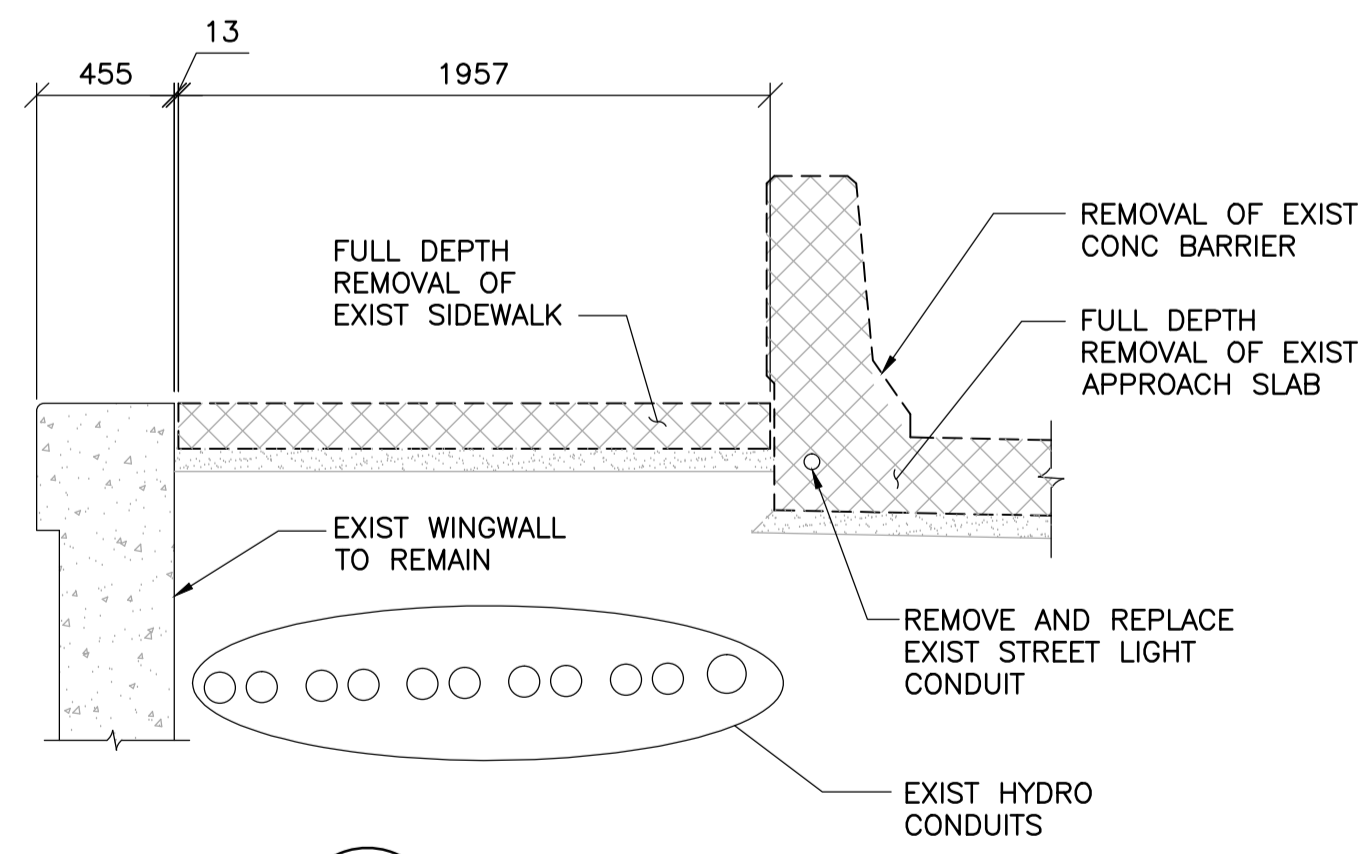 13
455
1957
FULL DEPTH
REMOVAL OF
EXIST SIDEWALK
REMOVAL OF EXIST
CONC BARRIER
FULL DEPTH
REMOVAL OF EXIST
APPROACH SLAB
EXIST WINGWALL
TO REMAIN
REMOVE AND REPLACE
EXIST STREET LIGHT
CONDUIT
EXIST HYDRO
CONDUITS